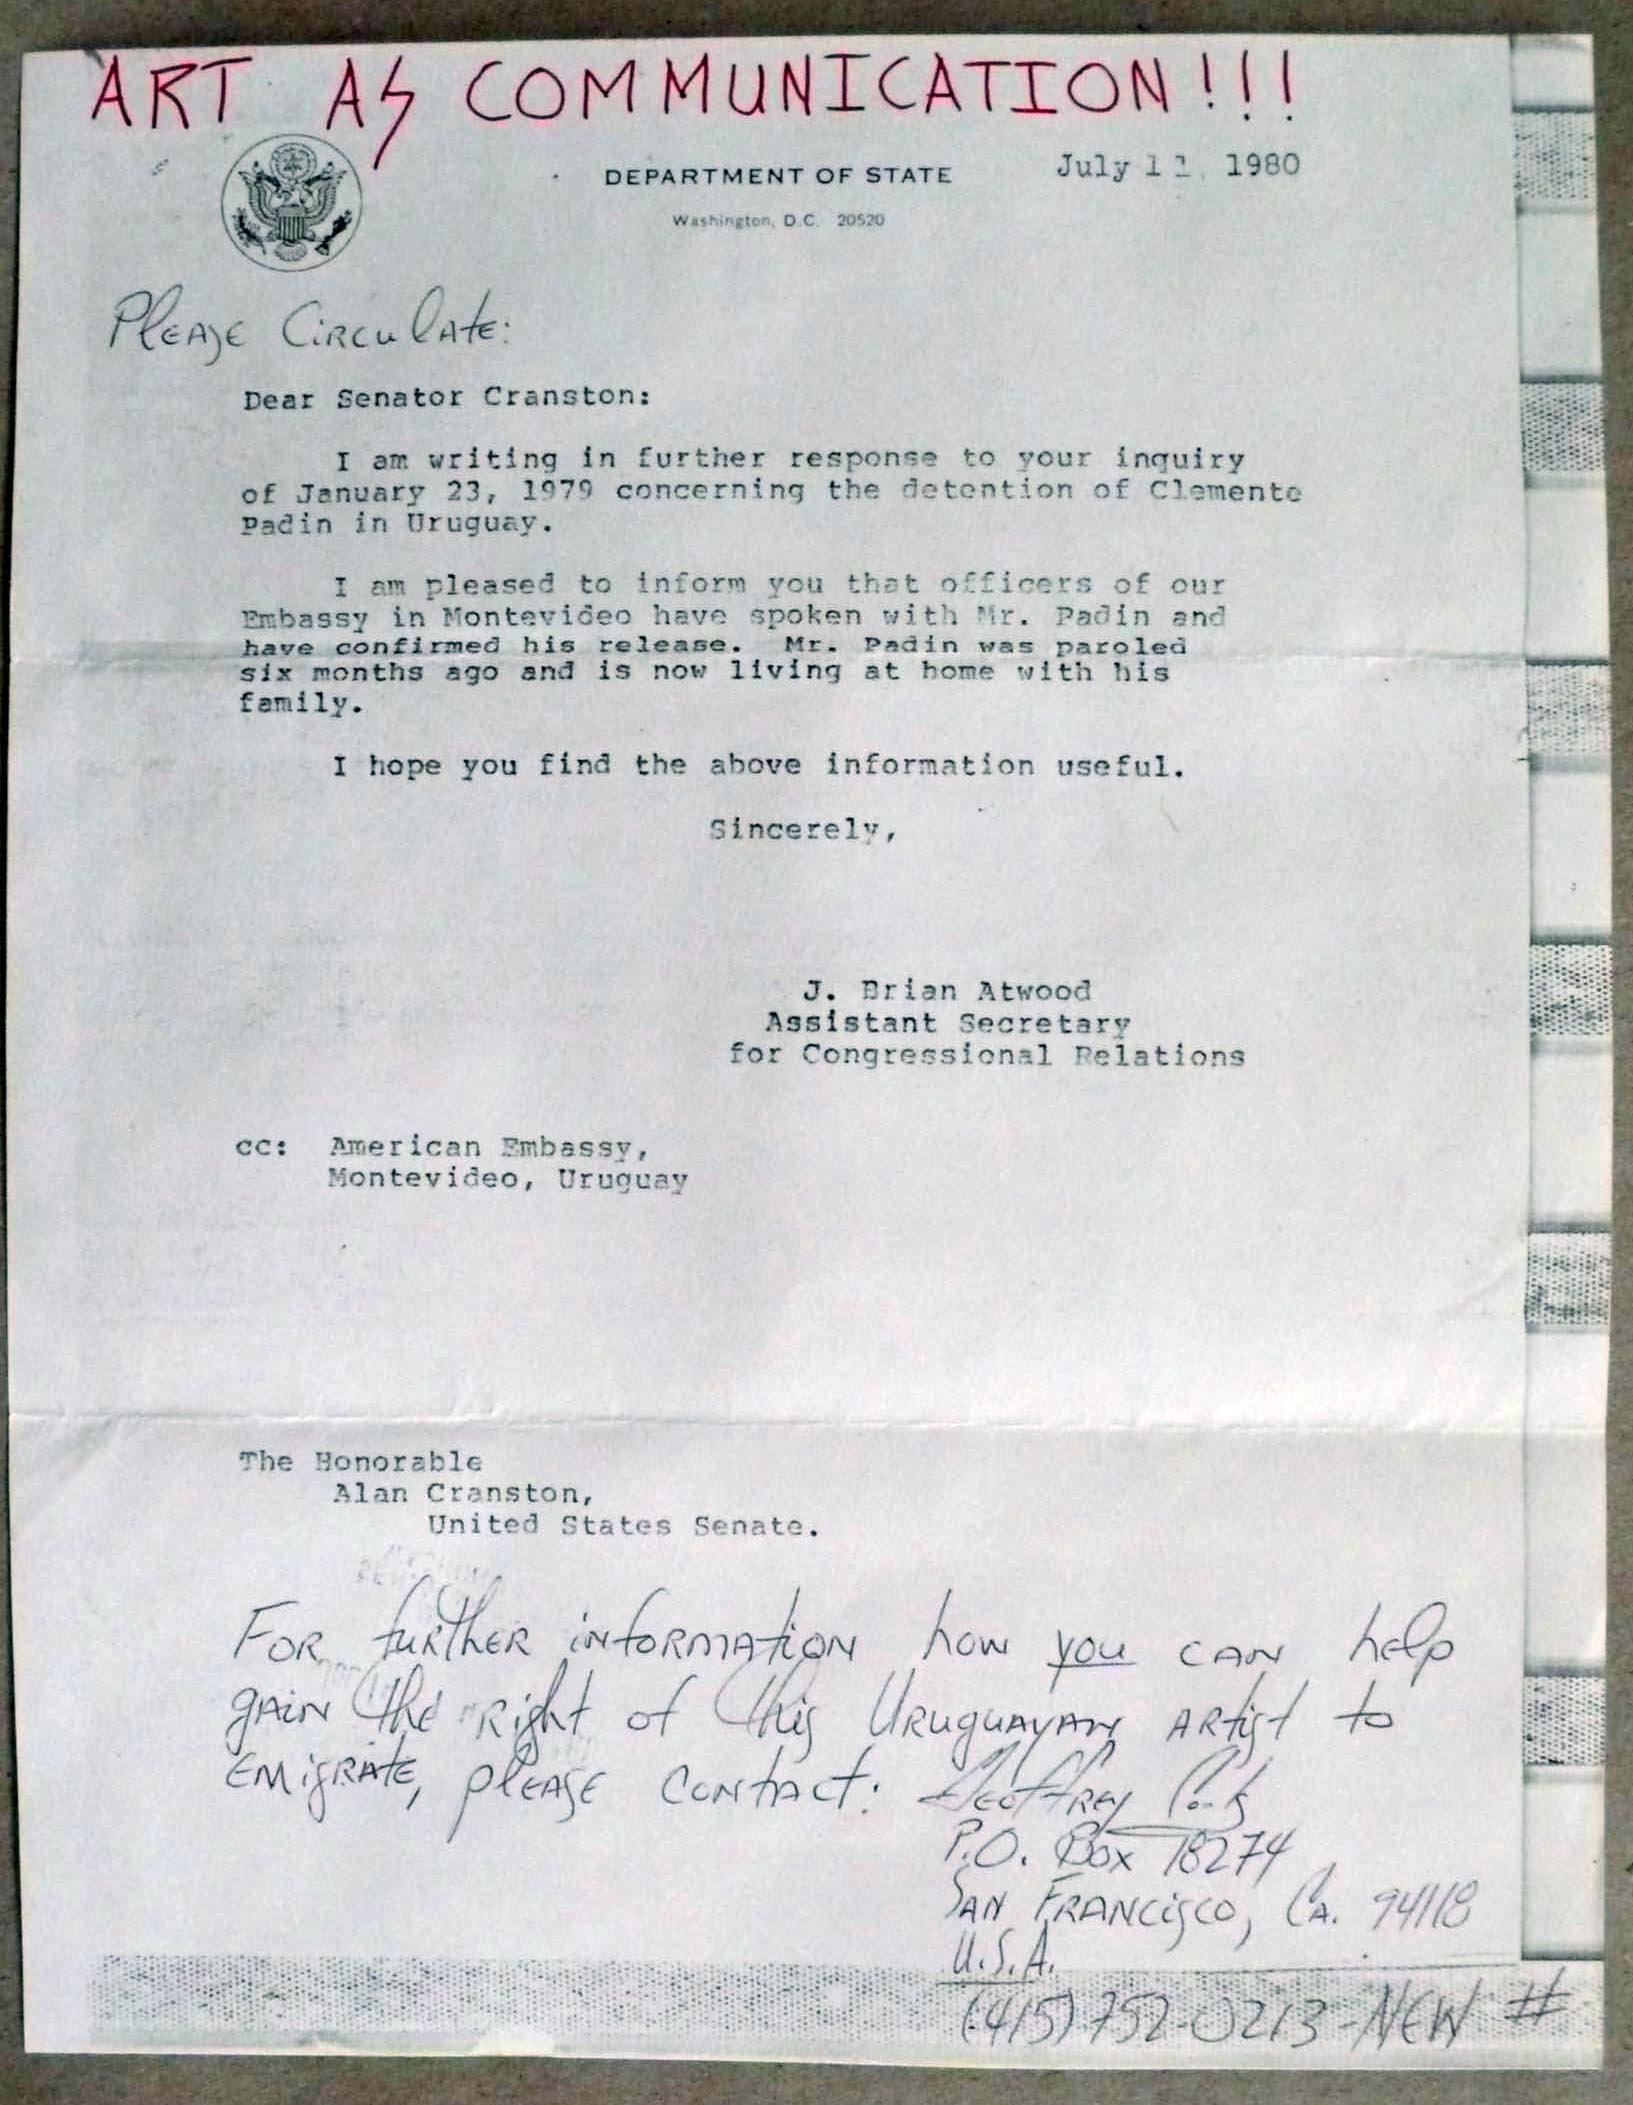 ART AS COMMUNICATION!!!
DEPARTMENT OF STATE
July 11, 1980
Washington, D.C. 20520
Please Circulate:
Dear Senator Cranston:
I am writing in further response to your inquiry
of January 23, 1979 concerning the detention of Clemente
Padin in Uruguay.
I am pleased to inform you that officers of our
Embassy in Montevideo have spoken with Mr. Padin and
have confirmed his release. Mr. Padin was paroled
six months ago and is now living at home with his
family.
I hope you find the above information useful.
Sincerely,
J. Brian Atwood
Assistant Secretary
for Congressional Relations
cc: American Embassy,
Montevideo, Uruguay
The Honorable
Alan Cranston,
United States Senate.
For further information how you can help
gain the right of this Uruguayan artist to
emigrate, please contact: Geoffrey Cook
P.O. Box 18274
San Francisco, Ca. 94118
U.S.A.
(415) 752-0213-NEW #